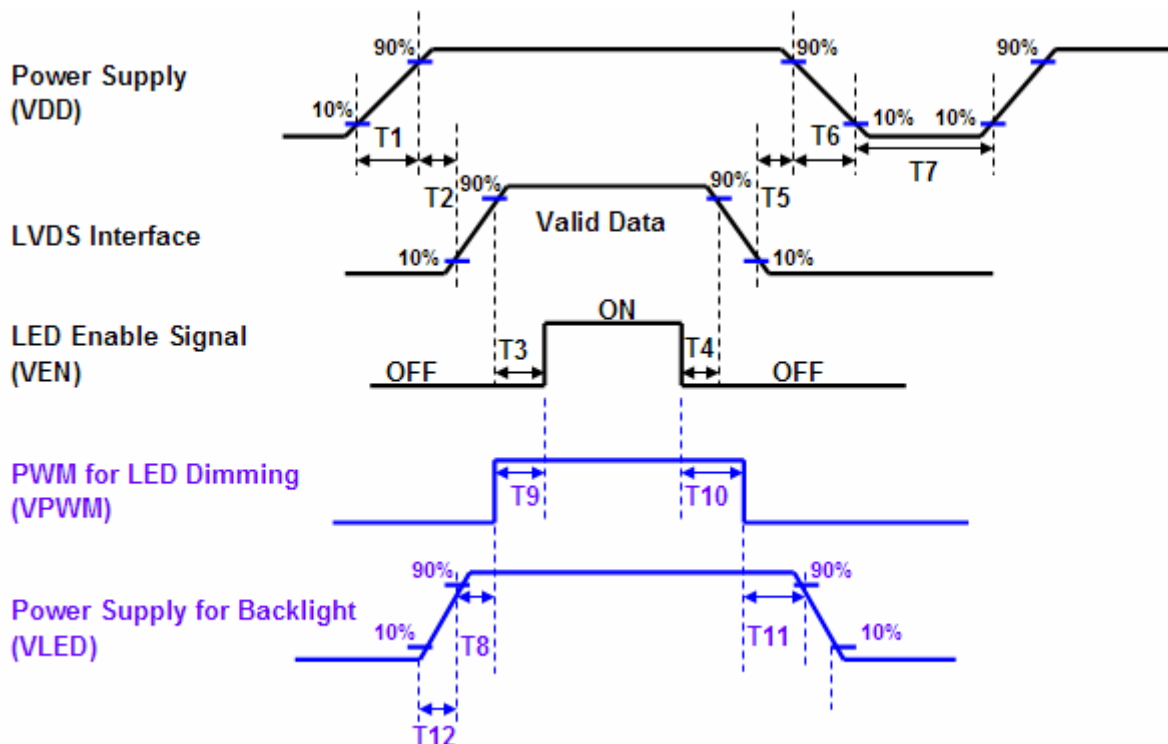 90% 90% 90%
Power Supply
(VDD)
10% 10% 10%
T1 T6 T7
T2 90% 90% T5
LVDS Interface
Valid Data
10% 10%
LED Enable Signal
(VEN)
ON
T3 T4
OFF OFF
PWM for LED Dimming
(VPWM)
T9 T10
90% 90%
Power Supply for Backlight
(VLED)
10% 10%
T8 T11
T12